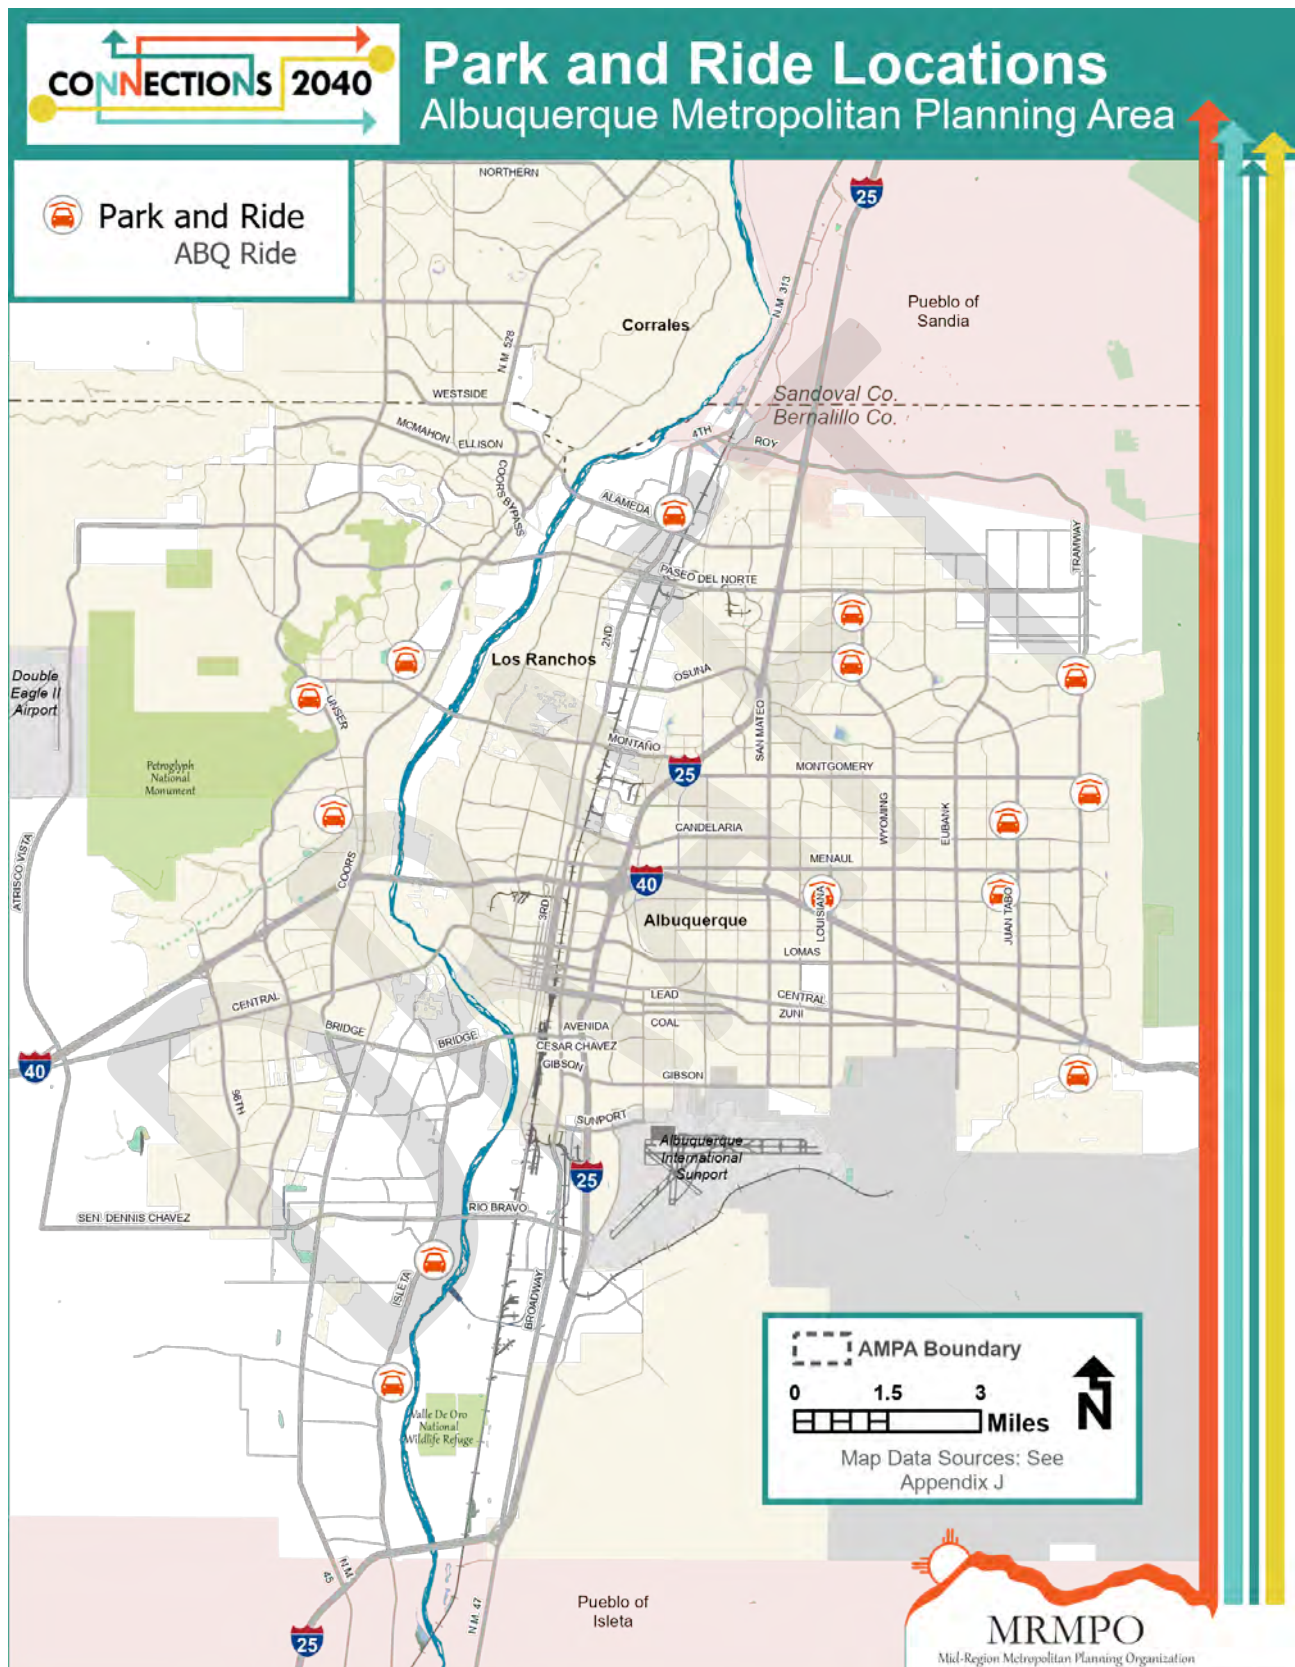 CONNECTIONS 2040
Park and Ride Locations
Albuquerque Metropolitan Planning Area
Park and Ride
ABQ Ride
NORTHERN
25
N.M. 313
Pueblo of
Sandia
Corrales
N.M. 528
WESTSIDE
Sandoval Co.
Bernalillo Co.
MCMAHON
ELLISON
4TH
ROY
COORS BYPASS
ALAMEDA
TRAMWAY
PASEO DEL NORTE
2ND
Los Ranchos
OSUNA
Double
Eagle II
Airport
UNSER
SAN MATEO
MONTAÑO
Petroglyph
National
Monument
25
MONTGOMERY
WYOMING
EUBANK
CANDELARIA
ATRISCO VISTA
COORS
MENAUL
40
3RD
Albuquerque
LOUISIANA
JUAN TABO
LOMAS
CENTRAL
LEAD
CENTRAL
ZUNI
BRIDGE
BRIDGE
AVENIDA
CESAR CHAVEZ
COAL
40
GIBSON
GIBSON
98TH
SUNPORT
Albuquerque
International
Sunport
25
SEN. DENNIS CHAVEZ
RIO BRAVO
ISLETA
BROADWAY
AMPA Boundary
0 1.5 3
Miles
N
Map Data Sources: See
Appendix J
Valle De Oro
National
Wildlife Refuge
N.M.
45
25
N.M. 47
Pueblo of
Isleta
MRMPO
Mid-Region Metropolitan Planning Organization
DRAFT